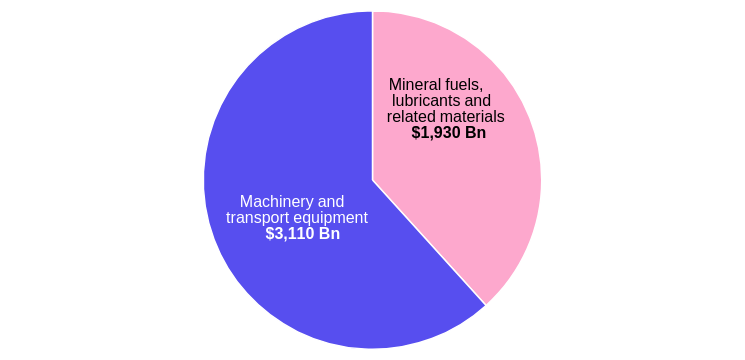 Mineral fuels,
lubricants and
related materials
$1,930 Bn
Machinery and
transport equipment
$3,110 Bn